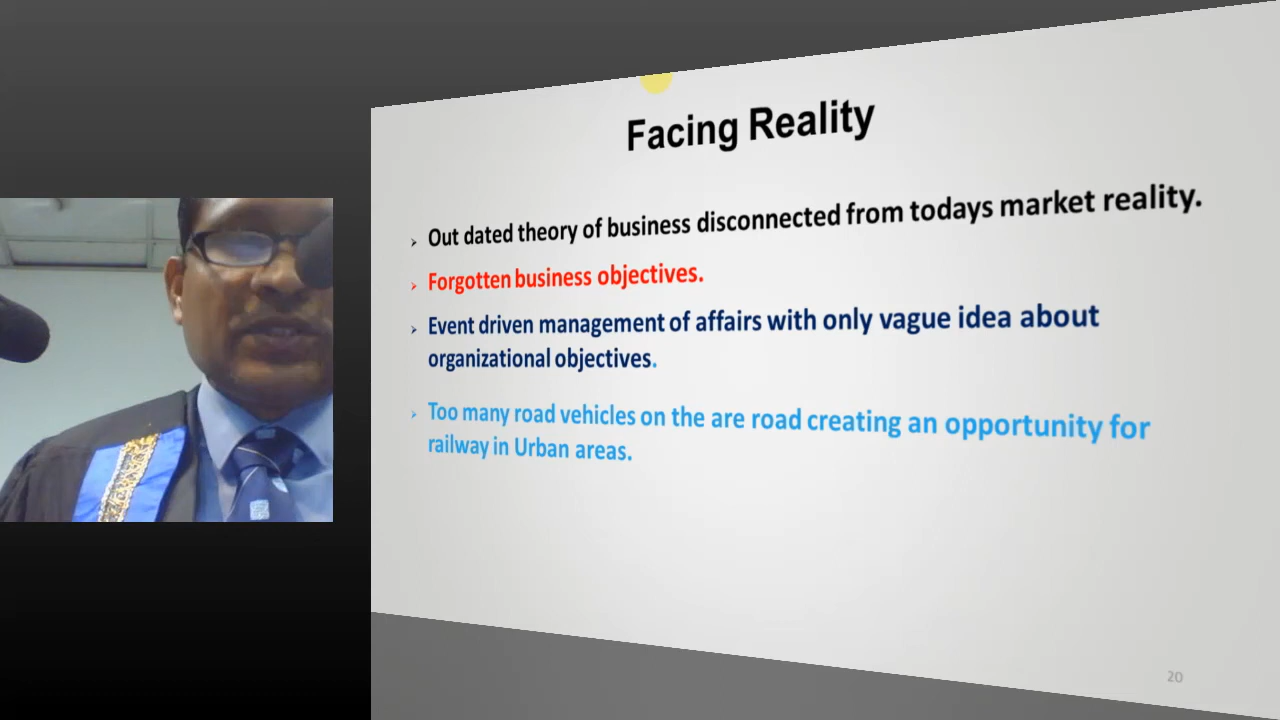 Facing Reality
Out dated theory of business disconnected from todays market reality.
Forgotten business objectives.
Event driven management of affairs with only vague idea about
organizational objectives.
Too many road vehicles on the are road creating an opportunity for
railway in Urban areas.
20